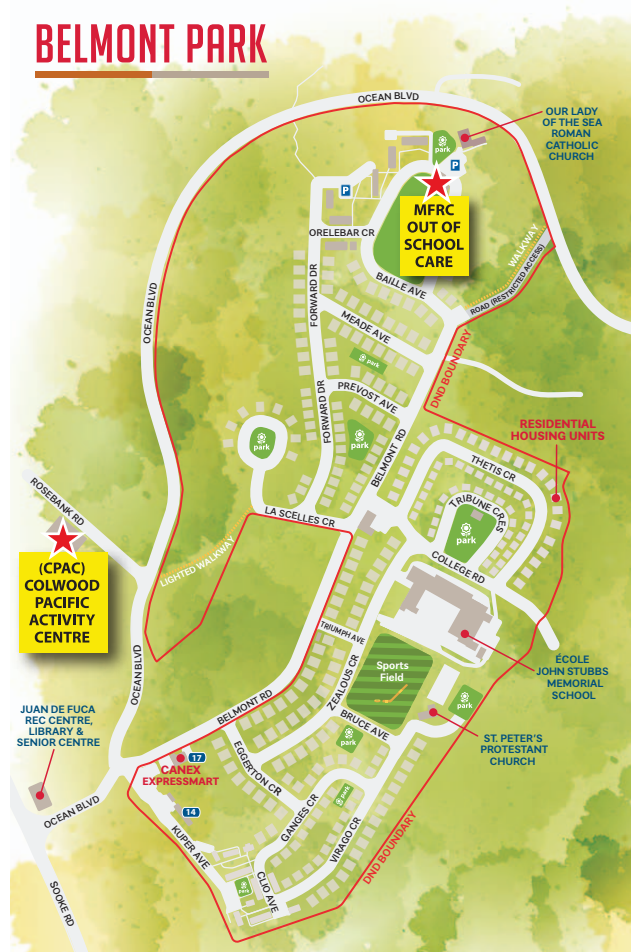 BELMONT PARK
OCEAN BLVD
OUR LADY
OF THE SEA
ROMAN
CATHOLIC
CHURCH
park
P
P
MFRC
OUT OF
SCHOOL
CARE
ORELEBAR CR
WALKWAY
ROAD (RESTRICTED ACCESS)
BAILLE AVE
FORWARD DR
OCEAN BLVD
MEADE AVE
park
DND BOUNDARY
PREVOST AVE
FORWARD DR
RESIDENTIAL
HOUSING UNITS
park
park
BELMONT RD
THETIS CR
ROSEBANK RD
TRIBUNE CRES
LA SCELLES CR
park
(CPAC)
COLWOOD
PACIFIC
ACTIVITY
CENTRE
LIGHTED WALKWAY
COLLEGE RD
TRIUMPH AVE
ÉCOLE
JOHN STUBBS
MEMORIAL
SCHOOL
Sports
Field
OCEAN BLVD
ZEALOUS CR
BELMONT RD
park
JUAN DE FUCA
REC CENTRE,
LIBRARY &
SENIOR CENTRE
BRUCE AVE
park
ST. PETER'S
PROTESTANT
CHURCH
17
CANEX
EXPRESSMART
EGGERTON CR
park
14
OCEAN BLVD
GANGES CR
VIRAGO CR
KUPER AVE
DND BOUNDARY
CLIO AVE
park
SOOKE RD